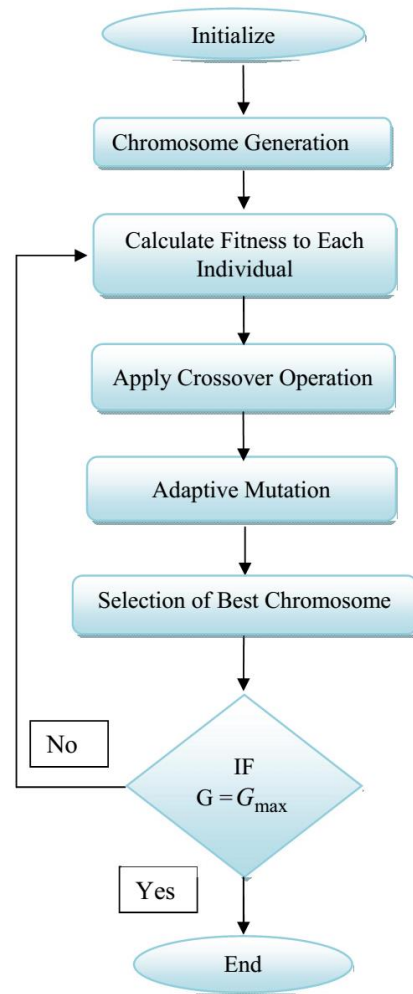 Initialize
Chromosome Generation
Calculate Fitness to Each
Individual
Apply Crossover Operation
Adaptive Mutation
Selection of Best Chromosome
No
IF
G = Gmax
Yes
End